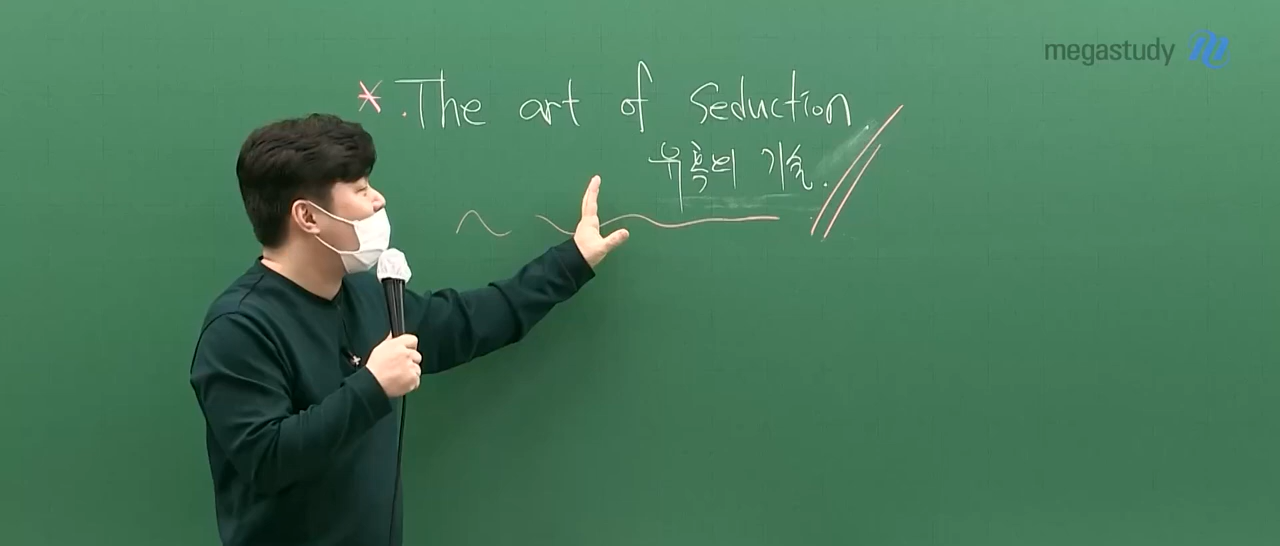 megastudy
* The art of Seduction
유혹의 기술.